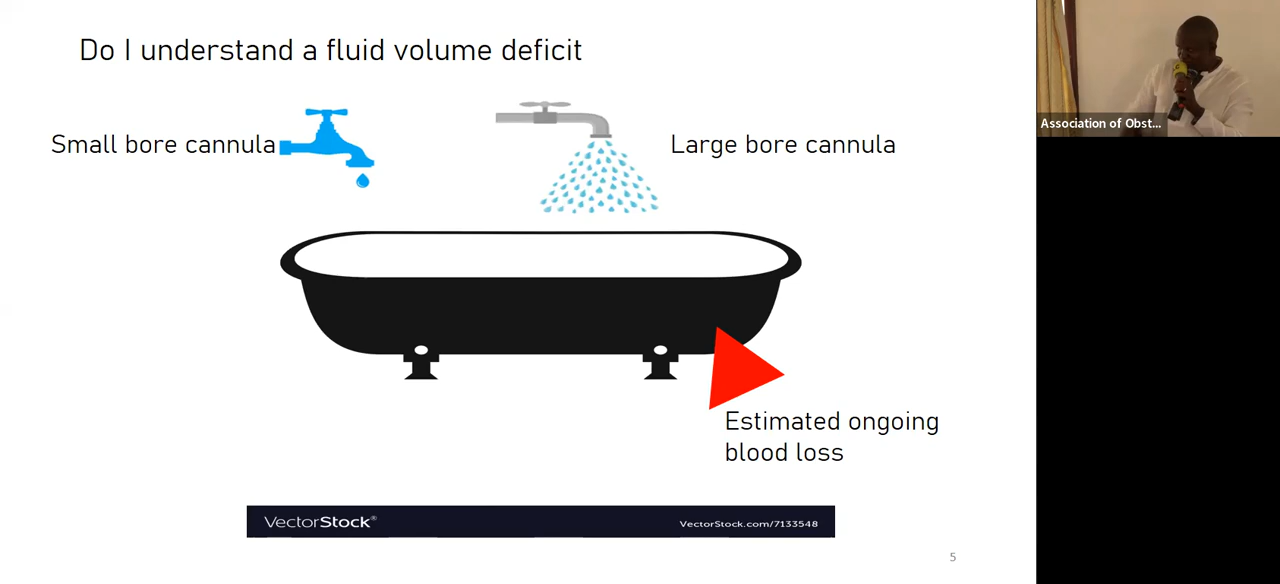 Do I understand a fluid volume deficit
Small bore cannula
Large bore cannula
Association of Obst...
Estimated ongoing
blood loss
VectorStock®
VectorStock.com/7133548
5